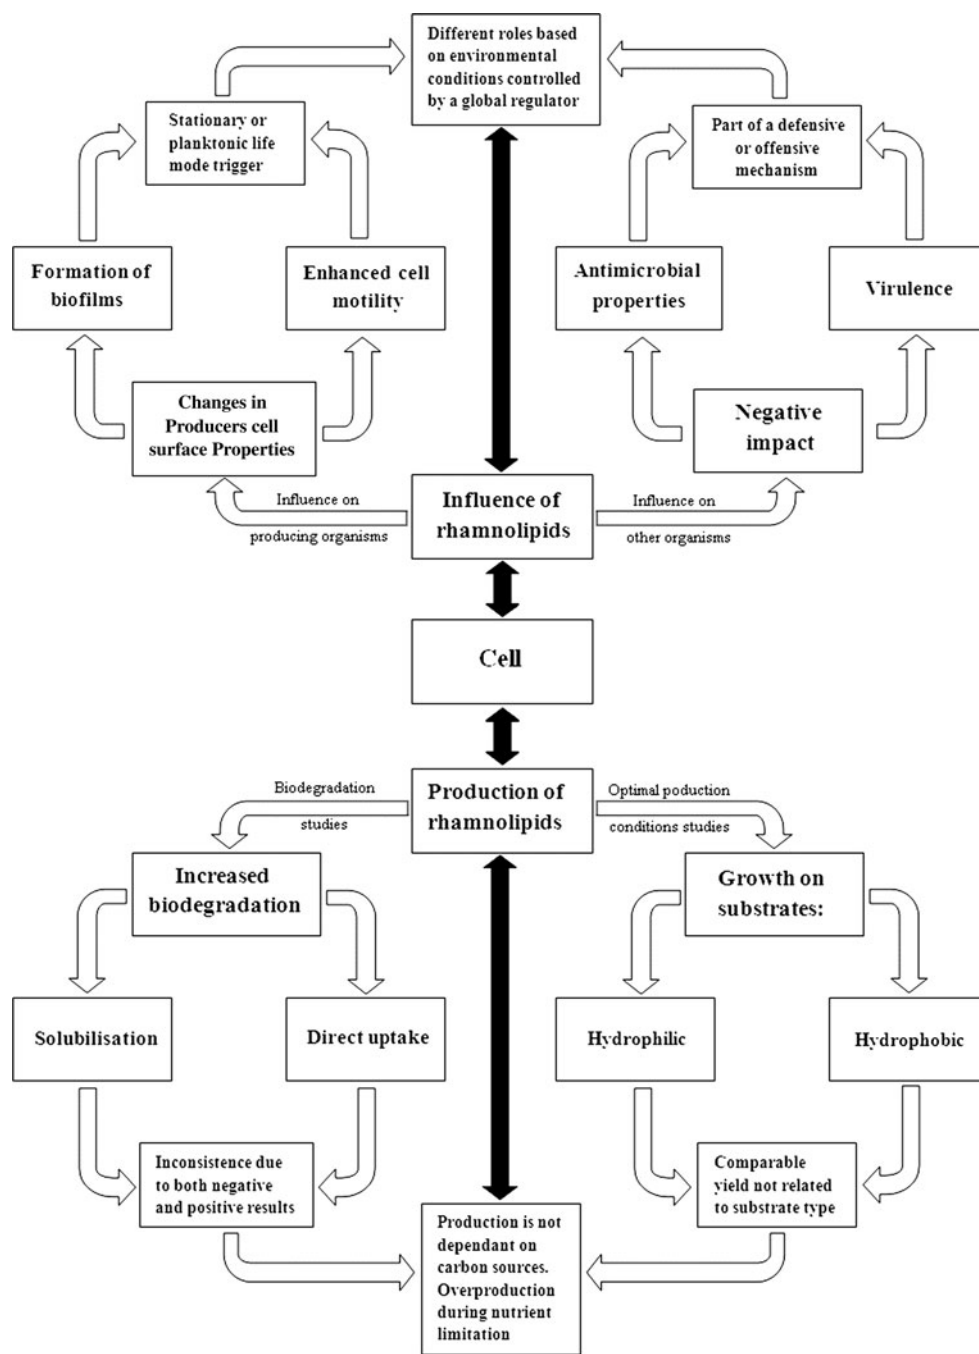 Different roles based
on environmental
conditions controlled
by a global regulator
Stationary or
planktonic life
mode trigger
Part of a defensive
or offensive
mechanism
Formation of
biofilms
Enhanced cell
motility
Antimicrobial
properties
Virulence
Changes in
Producers cell
surface Properties
Negative
impact
Influence on
producing organisms
Influence of
rhamnolipids
Influence on
other organisms
Cell
Biodegradation
studies
Production of
rhamnolipids
Optimal poduction
conditions studies
Increased
biodegradation
Growth on
substrates:
Solubilisation
Direct uptake
Hydrophilic
Hydrophobic
Inconsistence due
to both negative
and positive results
Comparable
yield not related
to substrate type
Production is not
dependant on
carbon sources.
Overproduction
during nutrient
limitation